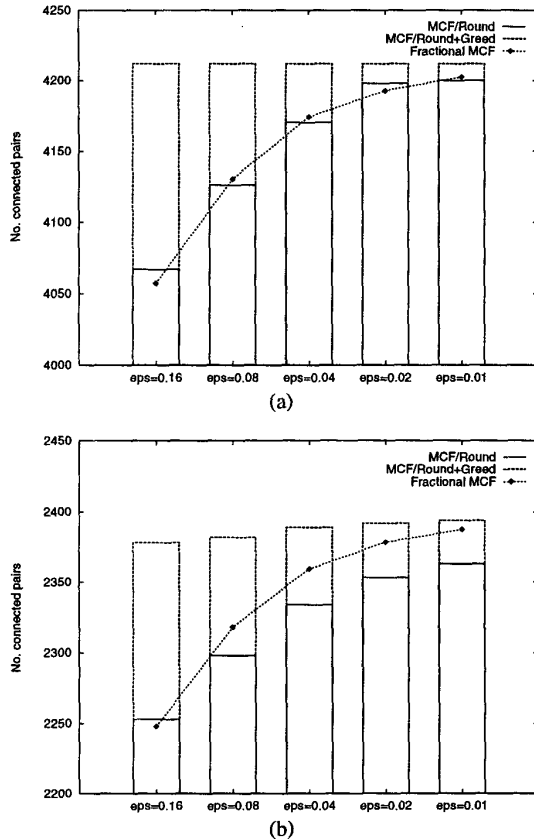 MCF/Round
MCF/Round+Greed
Fractional MCF
No. connected pairs
4250
4200
4150
4100
4050
4000
eps=0.16 eps=0.08 eps=0.04 eps=0.02 eps=0.01
(a)
MCF/Round
MCF/Round+Greed
Fractional MCF
No. connected pairs
2450
2400
2350
2300
2250
2200
eps=0.16 eps=0.08 eps=0.04 eps=0.02 eps=0.01
(b)